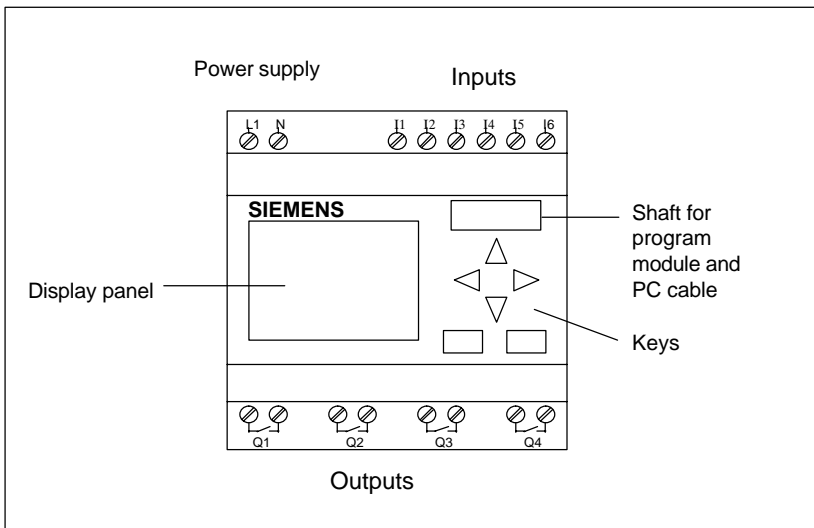 Power supply
Inputs
L1 N I1 I2 I3 I4 I5 I6
SIEMENS
Shaft for
program
module and
PC cable
Display panel
Keys
Q1 Q2 Q3 Q4
Outputs